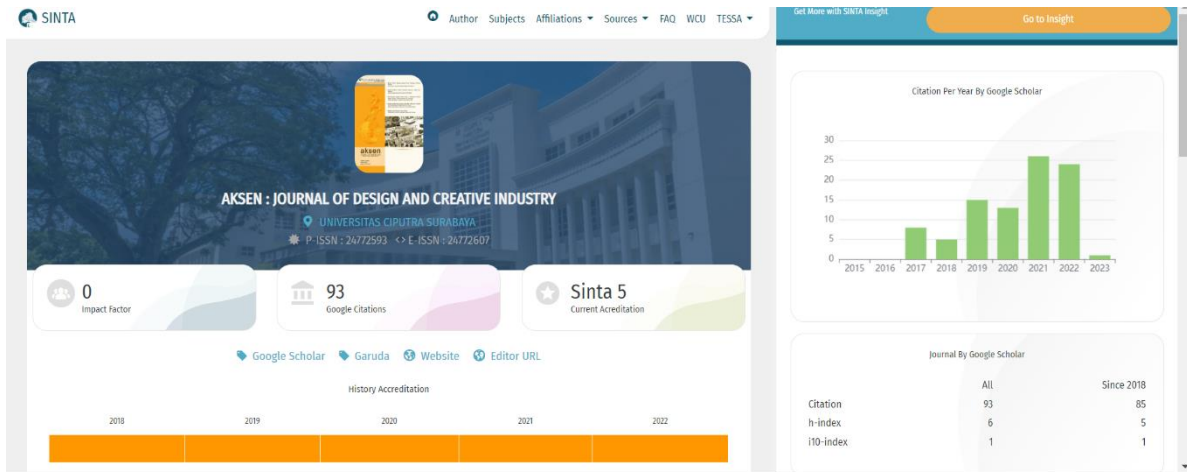 SINTA
Author Subjects Affiliations Sources FAQ WCU TESSA
aksen
AKSEN : JOURNAL OF DESIGN AND CREATIVE INDUSTRY
UNIVERSITAS CIPUTRA SURABAYA
P-ISSN : 24772593 <> E-ISSN : 24772607
0
Impact Factor
93
Google Citations
Sinta 5
Current Acreditation
Google Scholar Garuda Website Editor URL
History Accreditation
2018 2019 2020 2021 2022
Get More with SINTA Insight
Go to Insight
Citation Per Year By Google Scholar
30
25
20
15
10
5
0
2015 2016 2017 2018 2019 2020 2021 2022 2023
Journal By Google Scholar
All Since 2018
Citation 93 85
h-index 6 5
i10-index 1 1